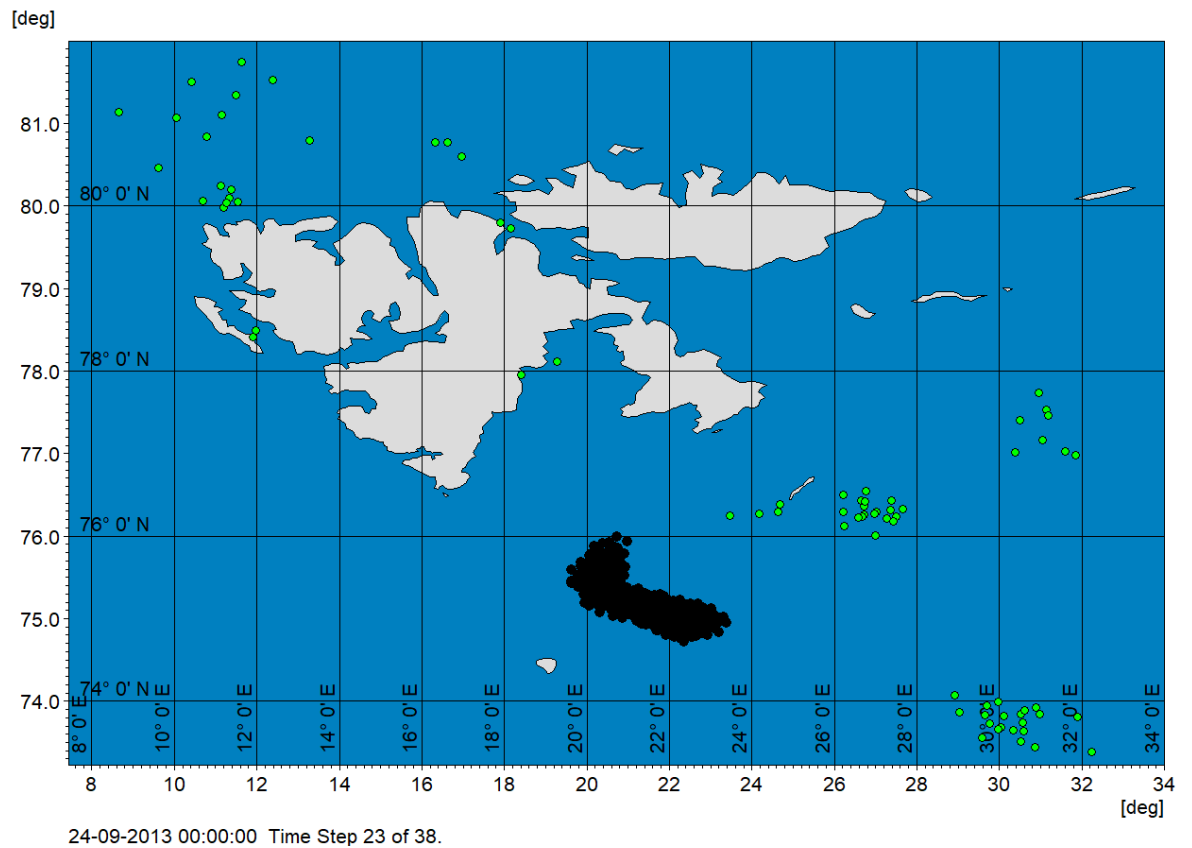 [deg]
81.0
80° 0' N
80.0
79.0
78° 0' N
78.0
77.0
76° 0' N
76.0
75.0
74° 0' N
74.0
8° 0' E
10° 0' E
12° 0' E
14° 0' E
16° 0' E
18° 0' E
20° 0' E
22° 0' E
24° 0' E
26° 0' E
28° 0' E
30° 0' E
32° 0' E
34° 0' E
8 10 12 14 16 18 20 22 24 26 28 30 32 34
[deg]
24-09-2013 00:00:00 Time Step 23 of 38.